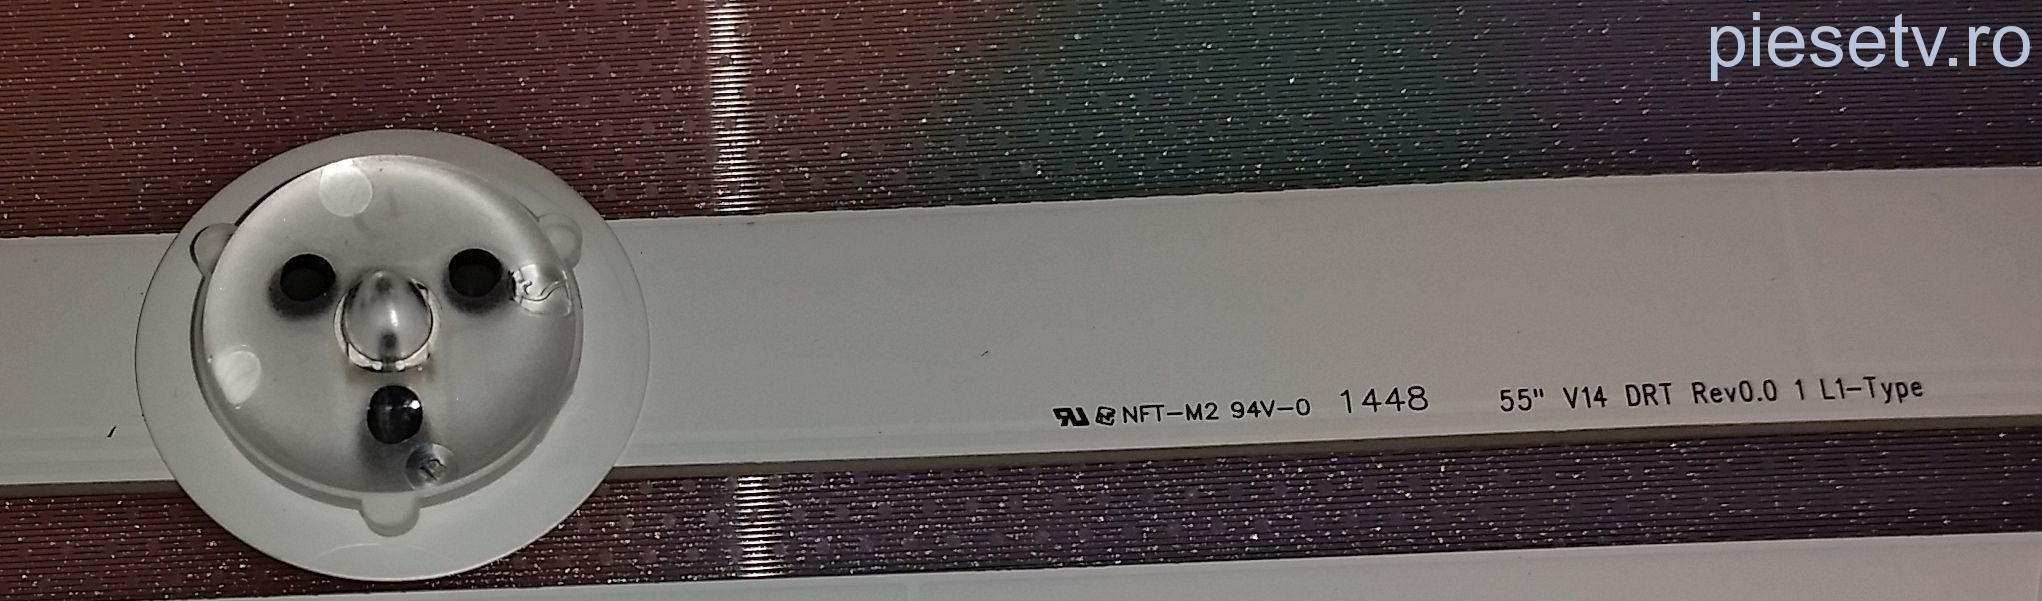 piesetv.ro
NFT-M2 94V-0 1448 55" V14 DRT Rev0.0 1 L1-Type